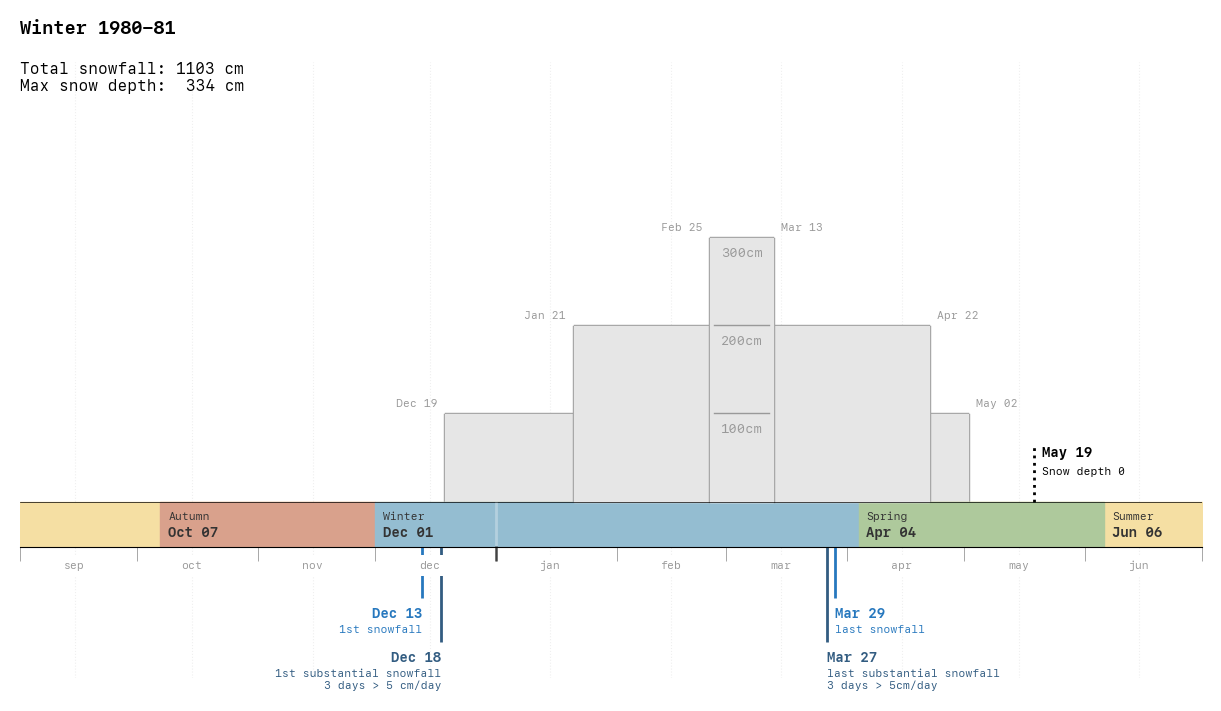 Winter 1980–81
Total snowfall: 1103 cm
Max snow depth:  334 cm
Feb 25
Mar 13
300cm
Jan 21
Apr 22
200cm
Dec 19
May 02
100cm
May 19
Snow depth 0
Autumn
Oct 07
Winter
Dec 01
Spring
Apr 04
Summer
Jun 06
sep
oct
nov
dec
jan
feb
mar
apr
may
jun
Dec 13
1st snowfall
Mar 29
last snowfall
Dec 18
1st substantial snowfall
3 days > 5 cm/day
Mar 27
last substantial snowfall
3 days > 5cm/day